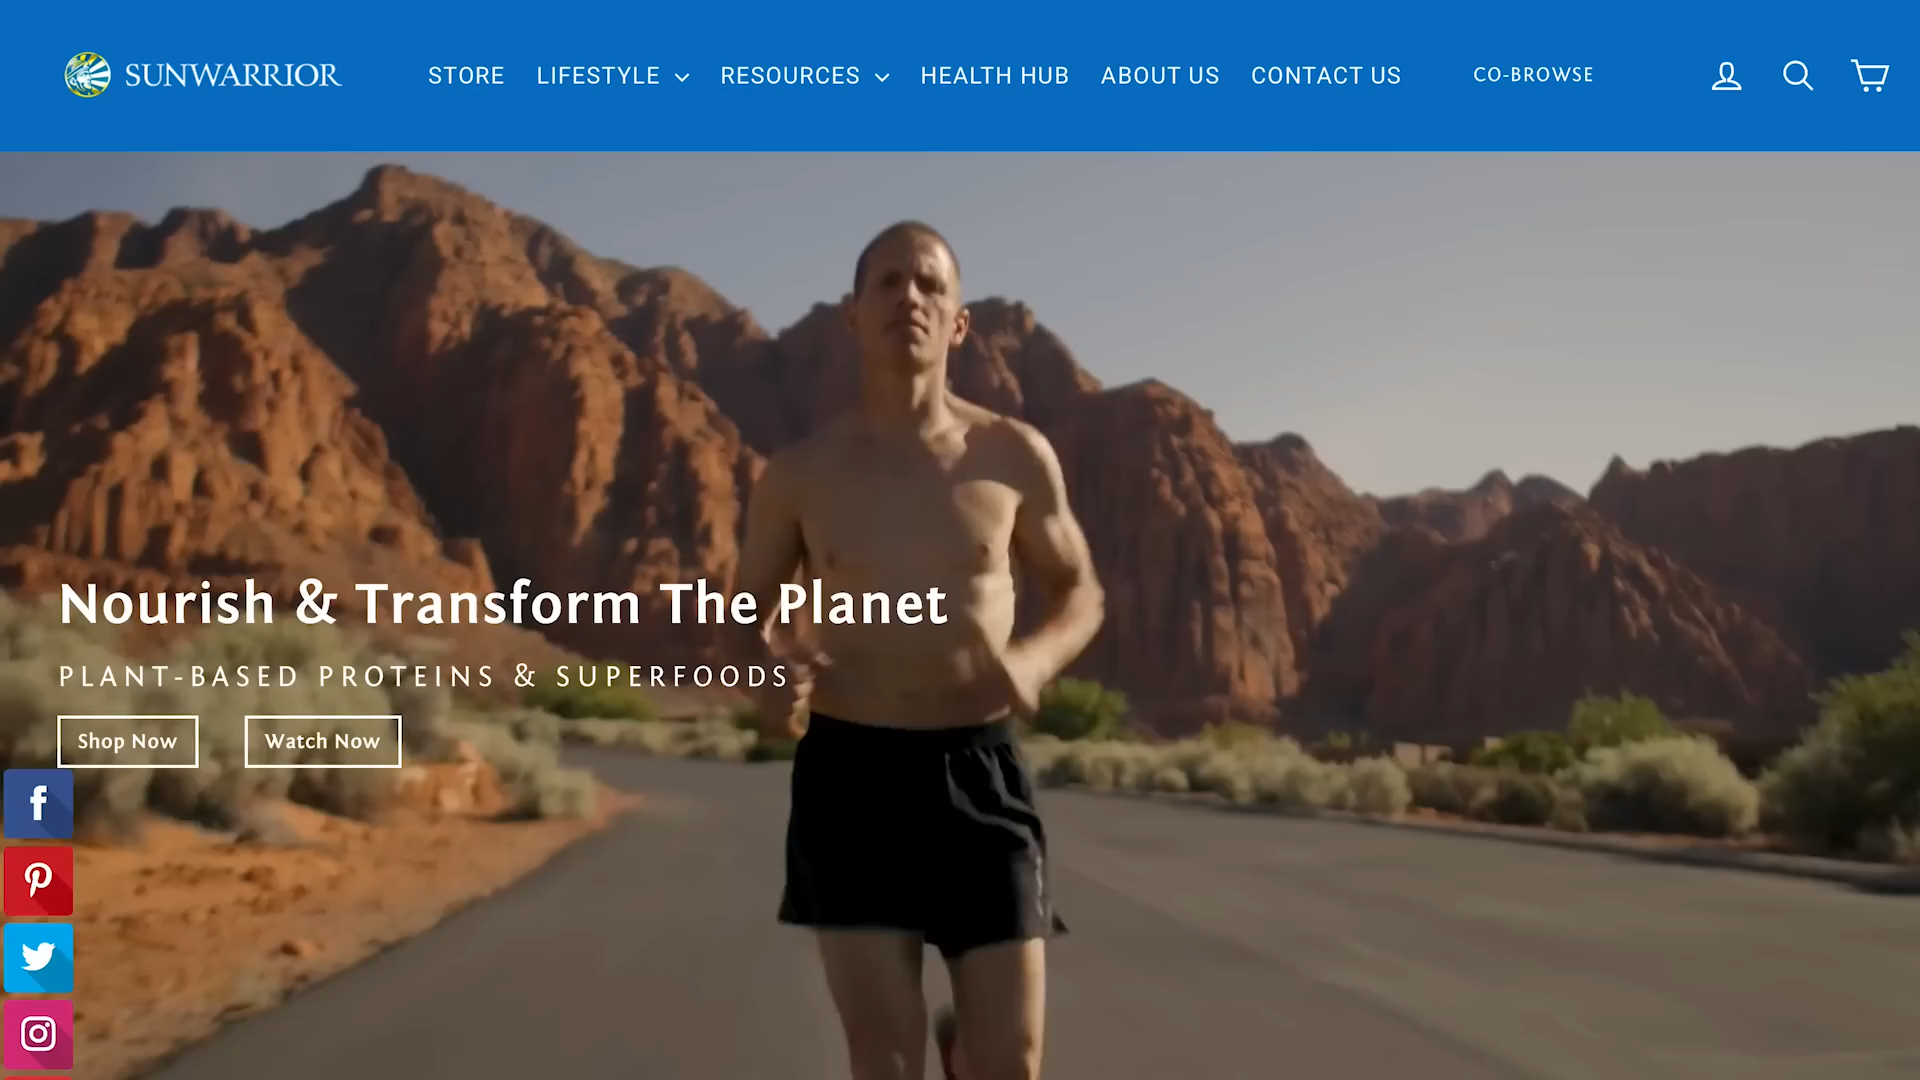 SUNWARRIOR
STORE LIFESTYLE RESOURCES HEALTH HUB ABOUT US CONTACT US CO-BROWSE
Nourish & Transform The Planet
PLANT-BASED PROTEINS & SUPERFOODS
Shop Now Watch Now